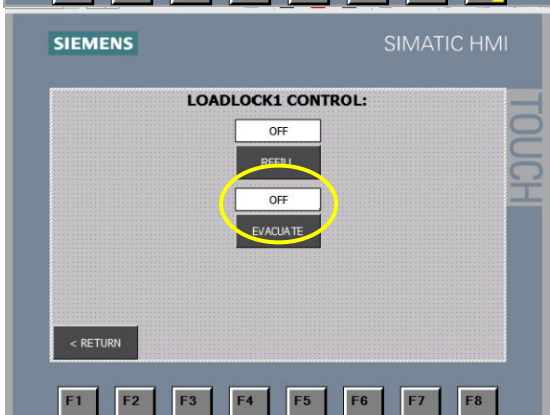 SIEMENS
SIMATIC HMI
TOUCH
LOADLOCK1 CONTROL:
OFF
REFILL
OFF
EVACUATE
< RETURN
F1 F2 F3 F4 F5 F6 F7 F8